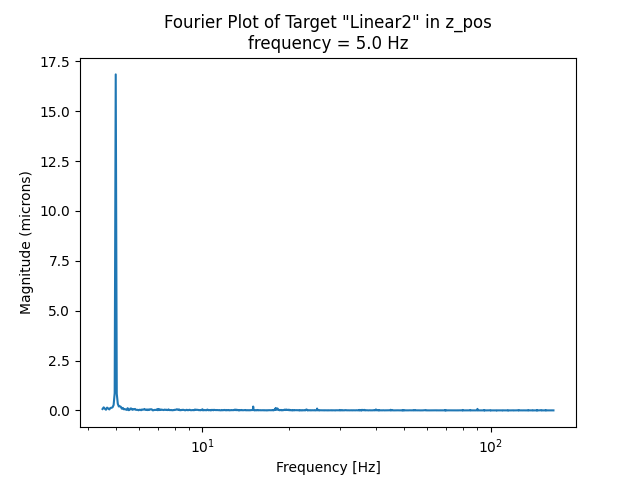 Fourier Plot of Target "Linear2" in z_pos
frequency = 5.0 Hz
17.5
15.0
12.5
10.0
7.5
5.0
2.5
0.0
Magnitude (microns)
10¹
10²
Frequency [Hz]